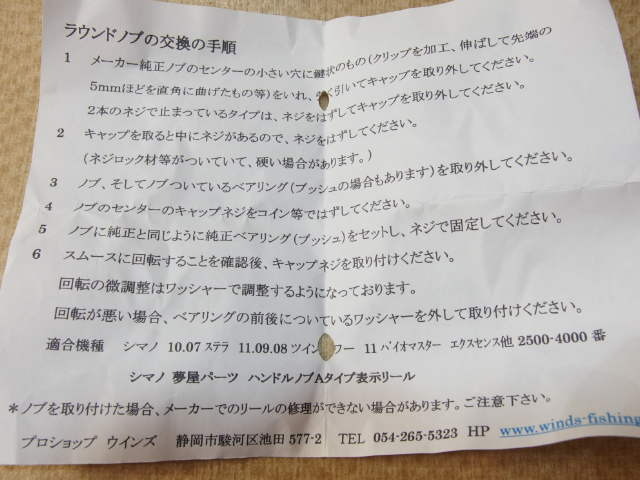 ラウンドノブの交換の手順
1 メーカー純正ノブのセンターの小さい穴に鍵状のもの(クリップを加工、伸ばして先端の
5mmほどを直角に曲げたもの等)をいれ、 引いてキャップを取り外してください。
2本のネジで止まっているタイプは、ネジをはずしてキャップを取り外してください。
2 キャップを取ると中にネジがあるので、ネジをはずしてください。
(ネジロック材等がついていて、硬い場合があります。)
3 ノブ、そしてノブついているベアリング(ブッシュの場合もあります)を取り外してください。
4 ノブのセンターのキャップネジをコイン等ではずしてください。
5 ノブに純正と同じように純正ベアリング(ブッシュ)をセットし、ネジで固定してください。
6 スムースに回転することを確認後、キャップネジを取り付けください。
回転の微調整はワッシャーで調整するようになっております。
回転が悪い場合、ベアリングの前後についているワッシャーを外して取り付けください。
適合機種 シマノ 10.07 ステラ 11.09.08 ツイン ワー 11 バイオマスター エクスセンス他 2500-4000 番
シマノ 夢屋パーツ ハンドルノブAタイプ表示リール
*ノブを取り付けた場合、メーカーでのリールの修理ができない場合があります。ご注意下さい。
プロショップ ウインズ 静岡市駿河区池田 577-2 TEL 054-265-5323 HP www.winds-fishing